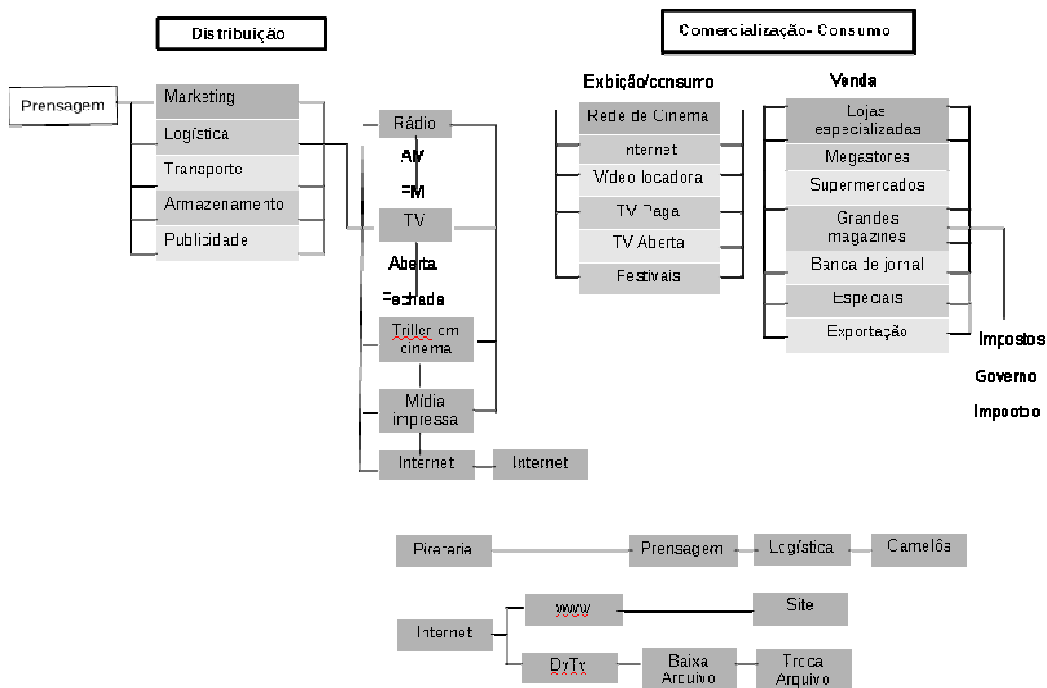 Distribuição
Comercialização- Consumo
Prensagem
Marketing
Logística
Transporte
Armazenamento
Publicidade
Rádio
AM
FM
TV
Aberta
Fechada
Triller em
cinema
Mídia
impressa
Internet
Internet
Exibição/consumo
Rede de Cinema
Internet
Vídeo locadora
TV Paga
TV Aberta
Festivais
Venda
Lojas
especializadas
Megastores
Supermercados
Grandes
magazines
Banca de jornal
Especiais
Exportação
Impostos
Governo
Impostos
Pirataria
Prensagem
Logística
Camelôs
Internet
www
Site
Baixa
Arquivo
Troca
Arquivo